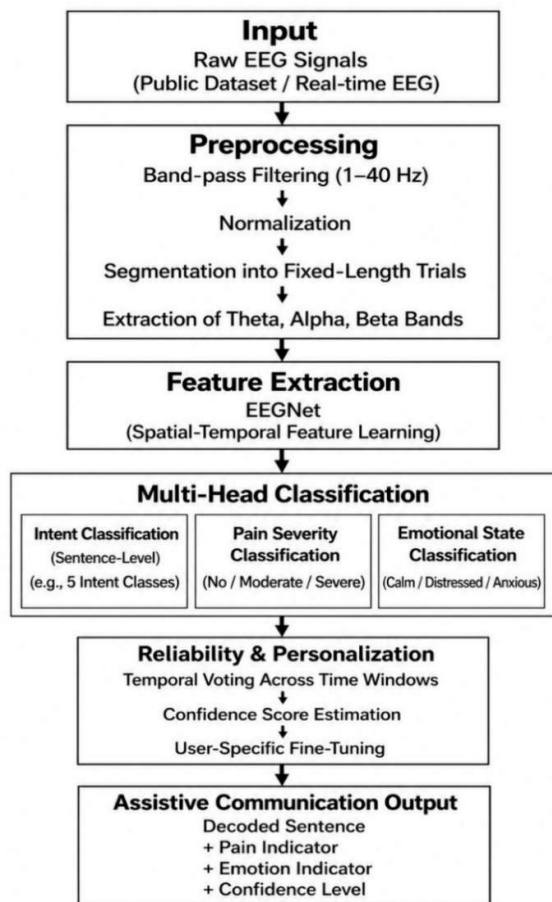 Input
Raw EEG Signals
(Public Dataset / Real-time EEG)
Preprocessing
Band-pass Filtering (1–40 Hz)
Normalization
Segmentation into Fixed-Length Trials
Extraction of Theta, Alpha, Beta Bands
Feature Extraction
EEGNet
(Spatial-Temporal Feature Learning)
Multi-Head Classification
Intent Classification
(Sentence-Level)
(e.g., 5 Intent Classes)
Pain Severity
Classification
(No / Moderate / Severe)
Emotional State
Classification
(Calm / Distressed / Anxious)
Reliability & Personalization
Temporal Voting Across Time Windows
Confidence Score Estimation
User-Specific Fine-Tuning
Assistive Communication Output
Decoded Sentence
+ Pain Indicator
+ Emotion Indicator
+ Confidence Level